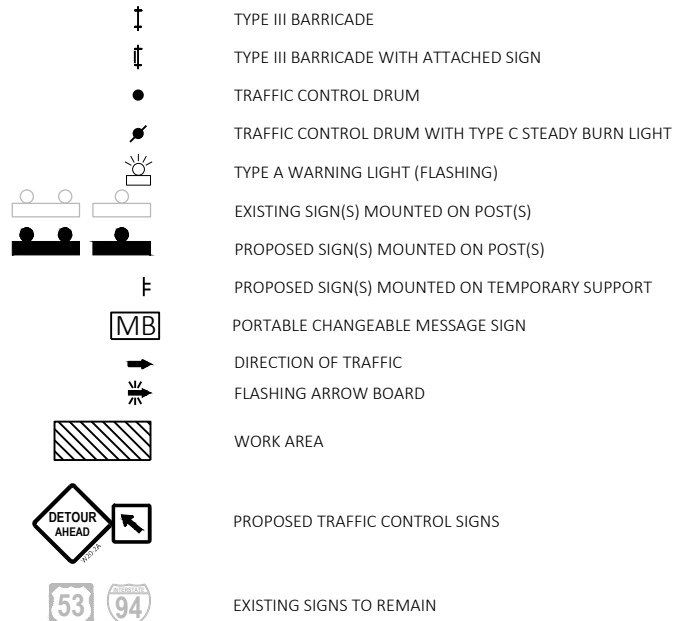 TYPE III BARRICADE
TYPE III BARRICADE WITH ATTACHED SIGN
TRAFFIC CONTROL DRUM
TRAFFIC CONTROL DRUM WITH TYPE C STEADY BURN LIGHT
TYPE A WARNING LIGHT (FLASHING)
EXISTING SIGN(S) MOUNTED ON POST(S)
PROPOSED SIGN(S) MOUNTED ON POST(S)
PROPOSED SIGN(S) MOUNTED ON TEMPORARY SUPPORT
MB PORTABLE CHANGEABLE MESSAGE SIGN
DIRECTION OF TRAFFIC
FLASHING ARROW BOARD
WORK AREA
DETOUR
AHEAD
W20-2A
PROPOSED TRAFFIC CONTROL SIGNS
INTERSTATE
53 94 EXISTING SIGNS TO REMAIN